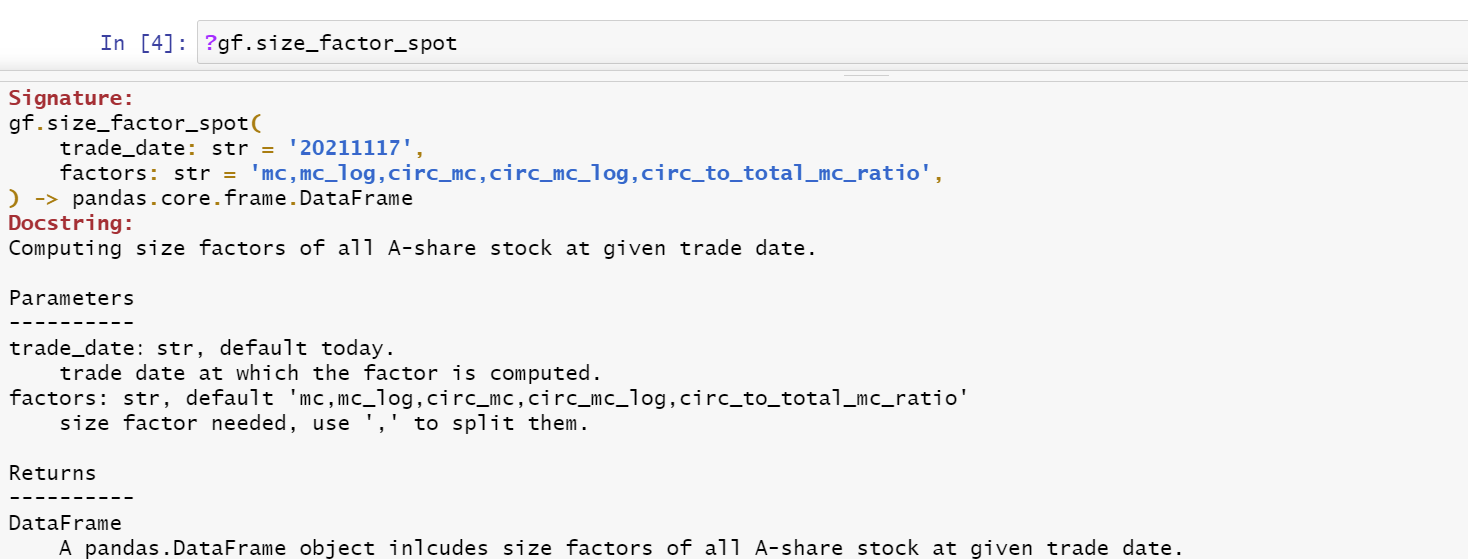 In [4]: ?gf.size_factor_spot
Signature:
gf.size_factor_spot(
    trade_date: str = '20211117',
    factors: str = 'mc,mc_log,circ_mc,circ_mc_log,circ_to_total_mc_ratio',
) -> pandas.core.frame.DataFrame
Docstring:
Computing size factors of all A-share stock at given trade date.

Parameters
----------
trade_date: str, default today.
    trade date at which the factor is computed.
factors: str, default 'mc,mc_log,circ_mc,circ_mc_log,circ_to_total_mc_ratio'
    size factor needed, use ',' to split them.

Returns
----------
DataFrame
    A pandas.DataFrame object inlcudes size factors of all A-share stock at given trade date.